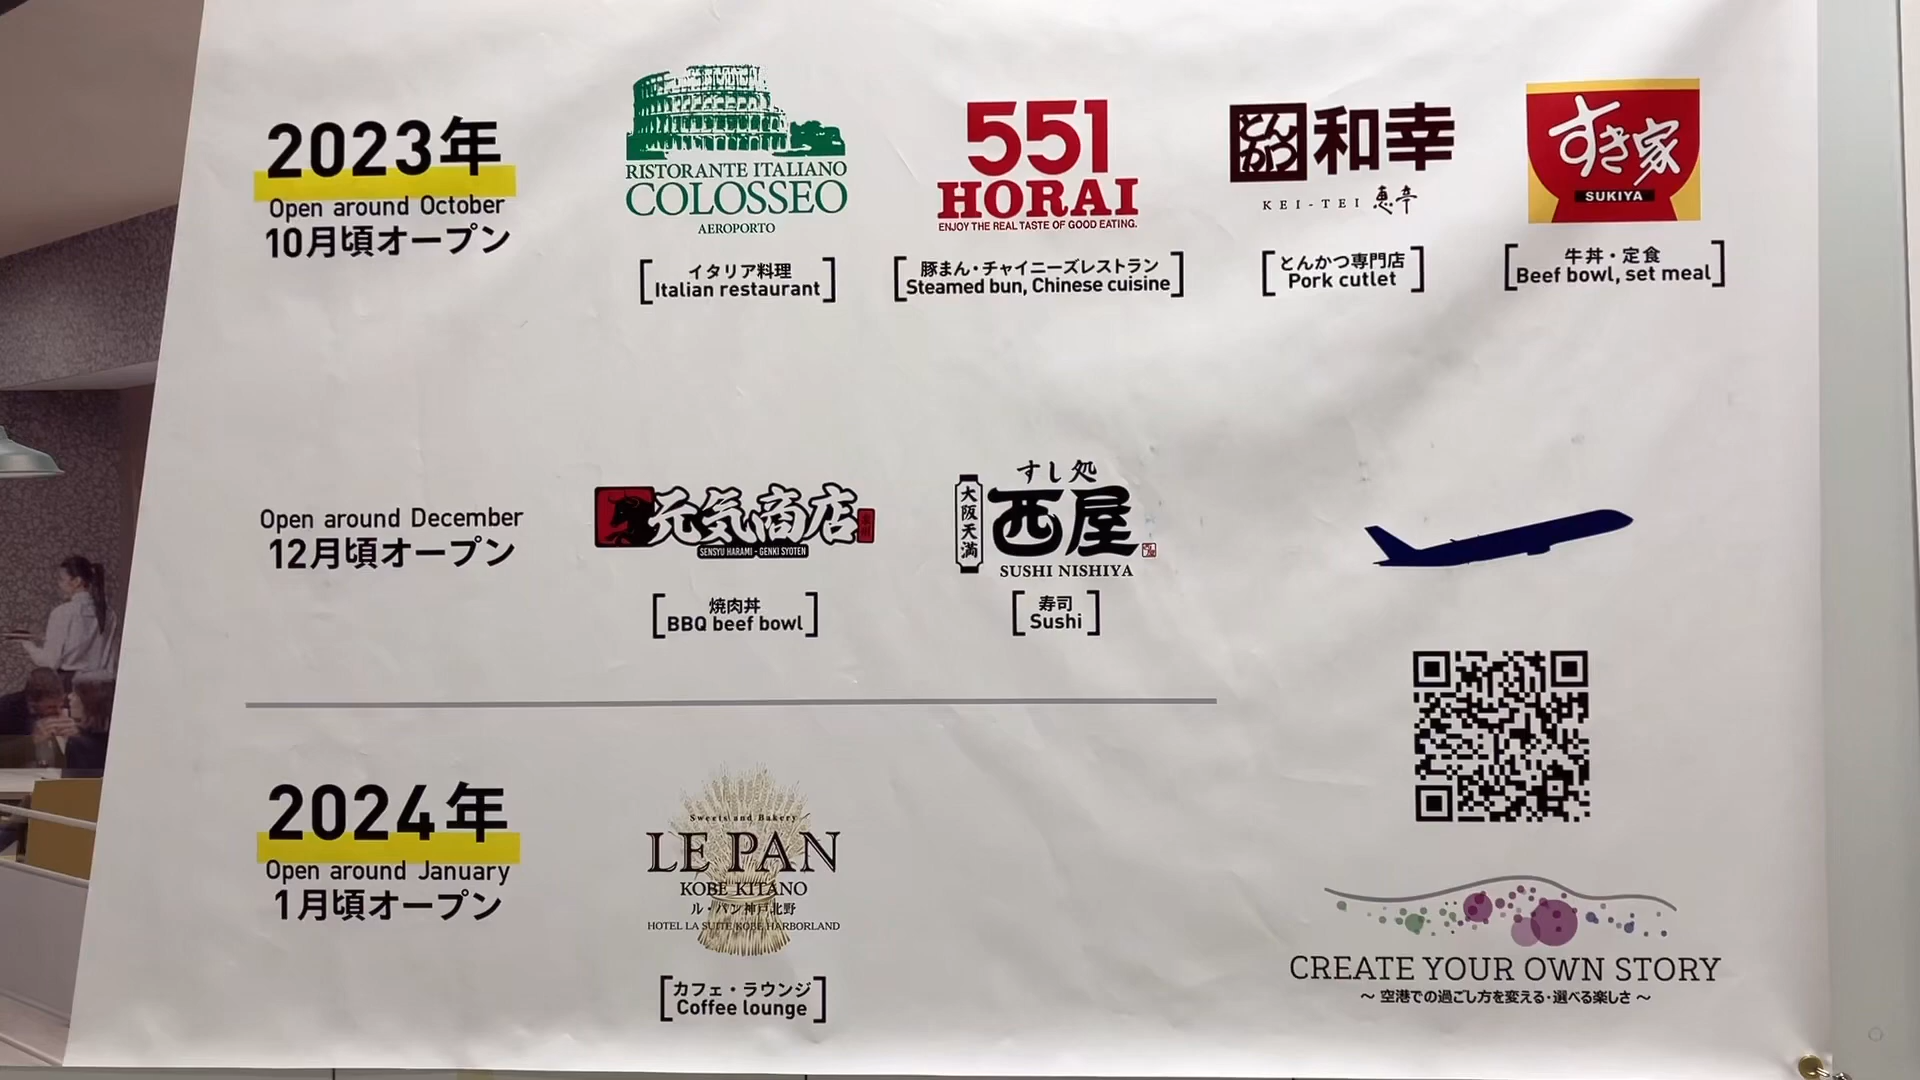 2023年
Open around October
10月頃オープン
RISTORANTE ITALIANO
COLOSSEO
AEROPORTO
イタリア料理
Italian restaurant
551
HORAI
ENJOY THE REAL TASTE OF GOOD EATING.
豚まん・チャイニーズレストラン
Steamed bun, Chinese cuisine
とんかつ 和幸
KEI-TEI 恵亭
とんかつ専門店
Pork cutlet
すき家
SUKIYA
牛丼・定食
Beef bowl, set meal
Open around December
12月頃オープン
元気商店
SENSYU HARAMI - GENKI SYOTEN
焼肉丼
BBQ beef bowl
すし処
大阪天満
西屋
SUSHI NISHIYA
寿司
Sushi
2024年
Open around January
1月頃オープン
Sweets and Bakery
LE PAN
KOBE KITANO
ル・パン神戸北野
HOTEL LA SUITE KOBE HARBORLAND
カフェ・ラウンジ
Coffee lounge
CREATE YOUR OWN STORY
～ 空港での過ごし方を変える・選べる楽しさ ～